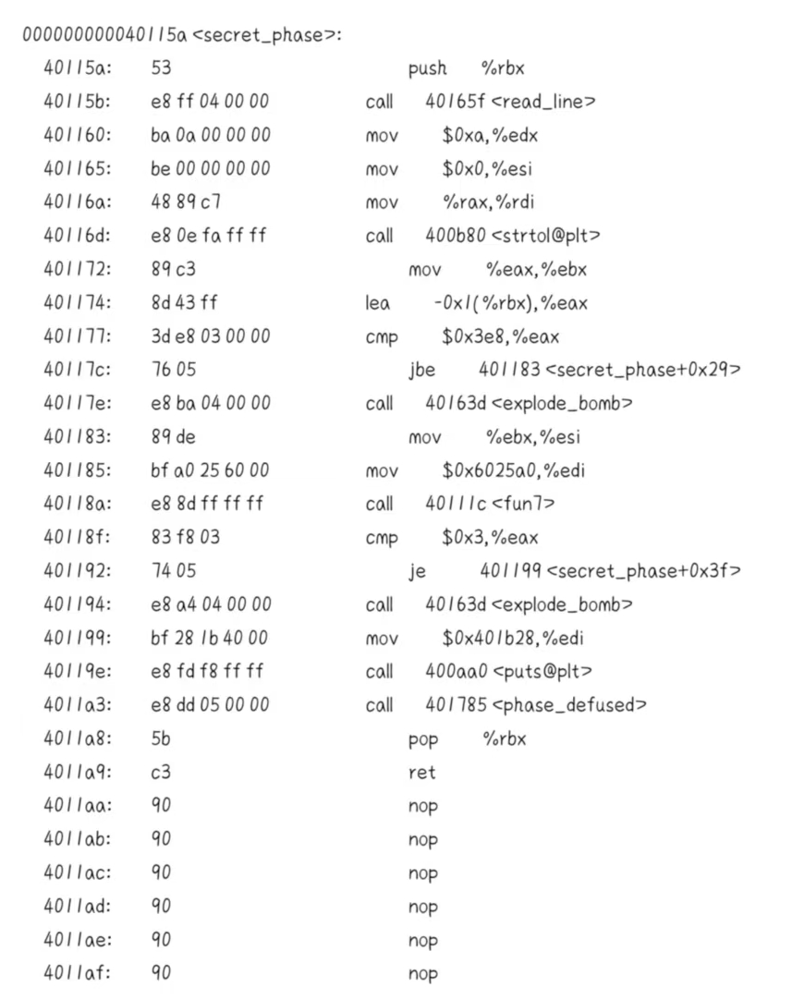 000000000040115a <secret_phase>:
40115a: 53 push %rbx
40115b: e8 ff 04 00 00 call 40165f <read_line>
401160: ba 0a 00 00 00 mov $0xa,%edx
401165: be 00 00 00 00 mov $0x0,%esi
40116a: 48 89 c7 mov %rax,%rdi
40116d: e8 0e fa ff ff call 400b80 <strtol@plt>
401172: 89 c3 mov %eax,%ebx
401174: 8d 43 ff lea -0x1(%rbx),%eax
401177: 3d e8 03 00 00 cmp $0x3e8,%eax
40117c: 76 05 jbe 401183 <secret_phase+0x29>
40117e: e8 ba 04 00 00 call 40163d <explode_bomb>
401183: 89 de mov %ebx,%esi
401185: bf a0 25 60 00 mov $0x6025a0,%edi
40118a: e8 8d ff ff ff call 40111c <fun7>
40118f: 83 f8 03 cmp $0x3,%eax
401192: 74 05 je 401199 <secret_phase+0x3f>
401194: e8 a4 04 00 00 call 40163d <explode_bomb>
401199: bf 28 1b 40 00 mov $0x401b28,%edi
40119e: e8 fd f8 ff ff call 400aa0 <puts@plt>
4011a3: e8 dd 05 00 00 call 401785 <phase_defused>
4011a8: 5b pop %rbx
4011a9: c3 ret
4011aa: 90 nop
4011ab: 90 nop
4011ac: 90 nop
4011ad: 90 nop
4011ae: 90 nop
4011af: 90 nop